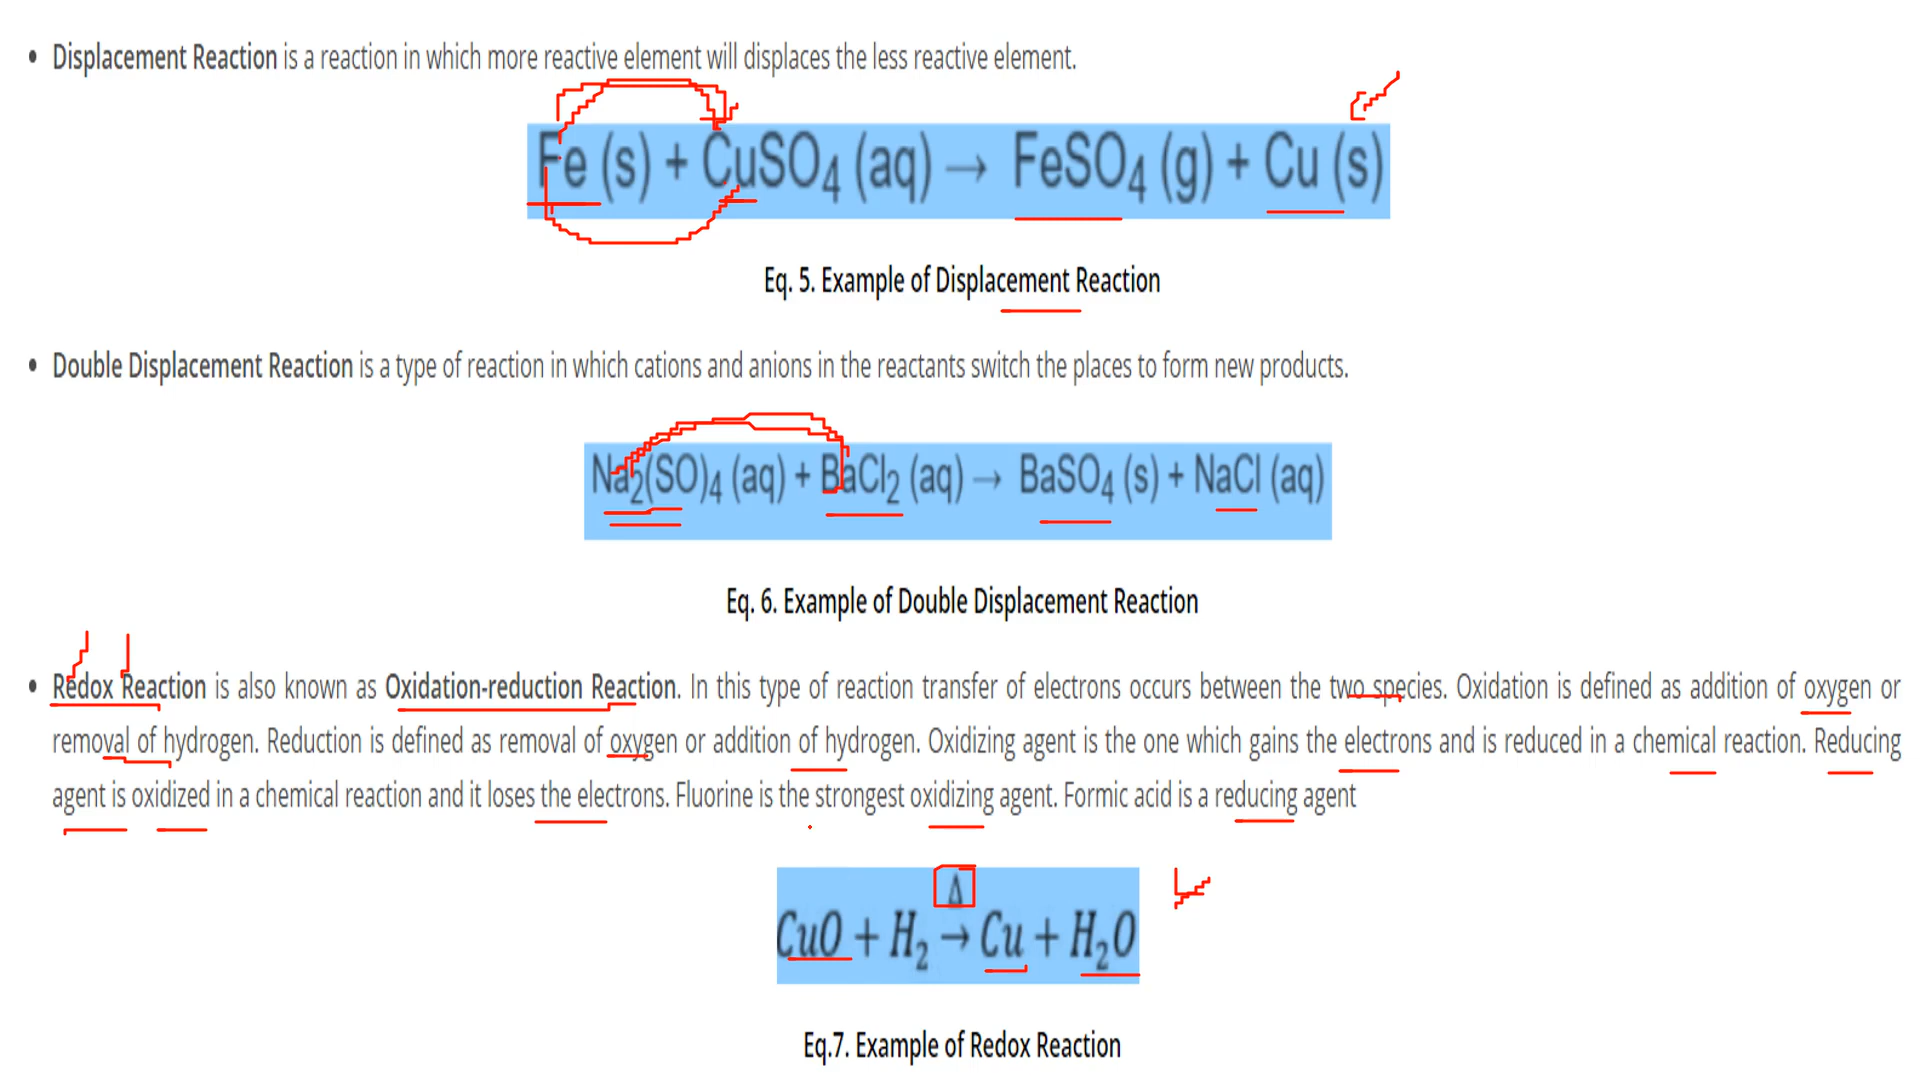 • Displacement Reaction is a reaction in which more reactive element will displaces the less reactive element.
Fe (s) + CuSO₄ (aq) → FeSO₄ (g) + Cu (s)
Eq. 5. Example of Displacement Reaction
• Double Displacement Reaction is a type of reaction in which cations and anions in the reactants switch the places to form new products.
Na₂(SO)₄ (aq) + BaCl₂ (aq) → BaSO₄ (s) + NaCl (aq)
Eq. 6. Example of Double Displacement Reaction
• Redox Reaction is also known as Oxidation-reduction Reaction. In this type of reaction transfer of electrons occurs between the two species. Oxidation is defined as addition of oxygen or
removal of hydrogen. Reduction is defined as removal of oxygen or addition of hydrogen. Oxidizing agent is the one which gains the electrons and is reduced in a chemical reaction. Reducing
agent is oxidized in a chemical reaction and it loses the electrons. Fluorine is the strongest oxidizing agent. Formic acid is a reducing agent
Δ
CuO + H₂ → Cu + H₂O
Eq.7. Example of Redox Reaction